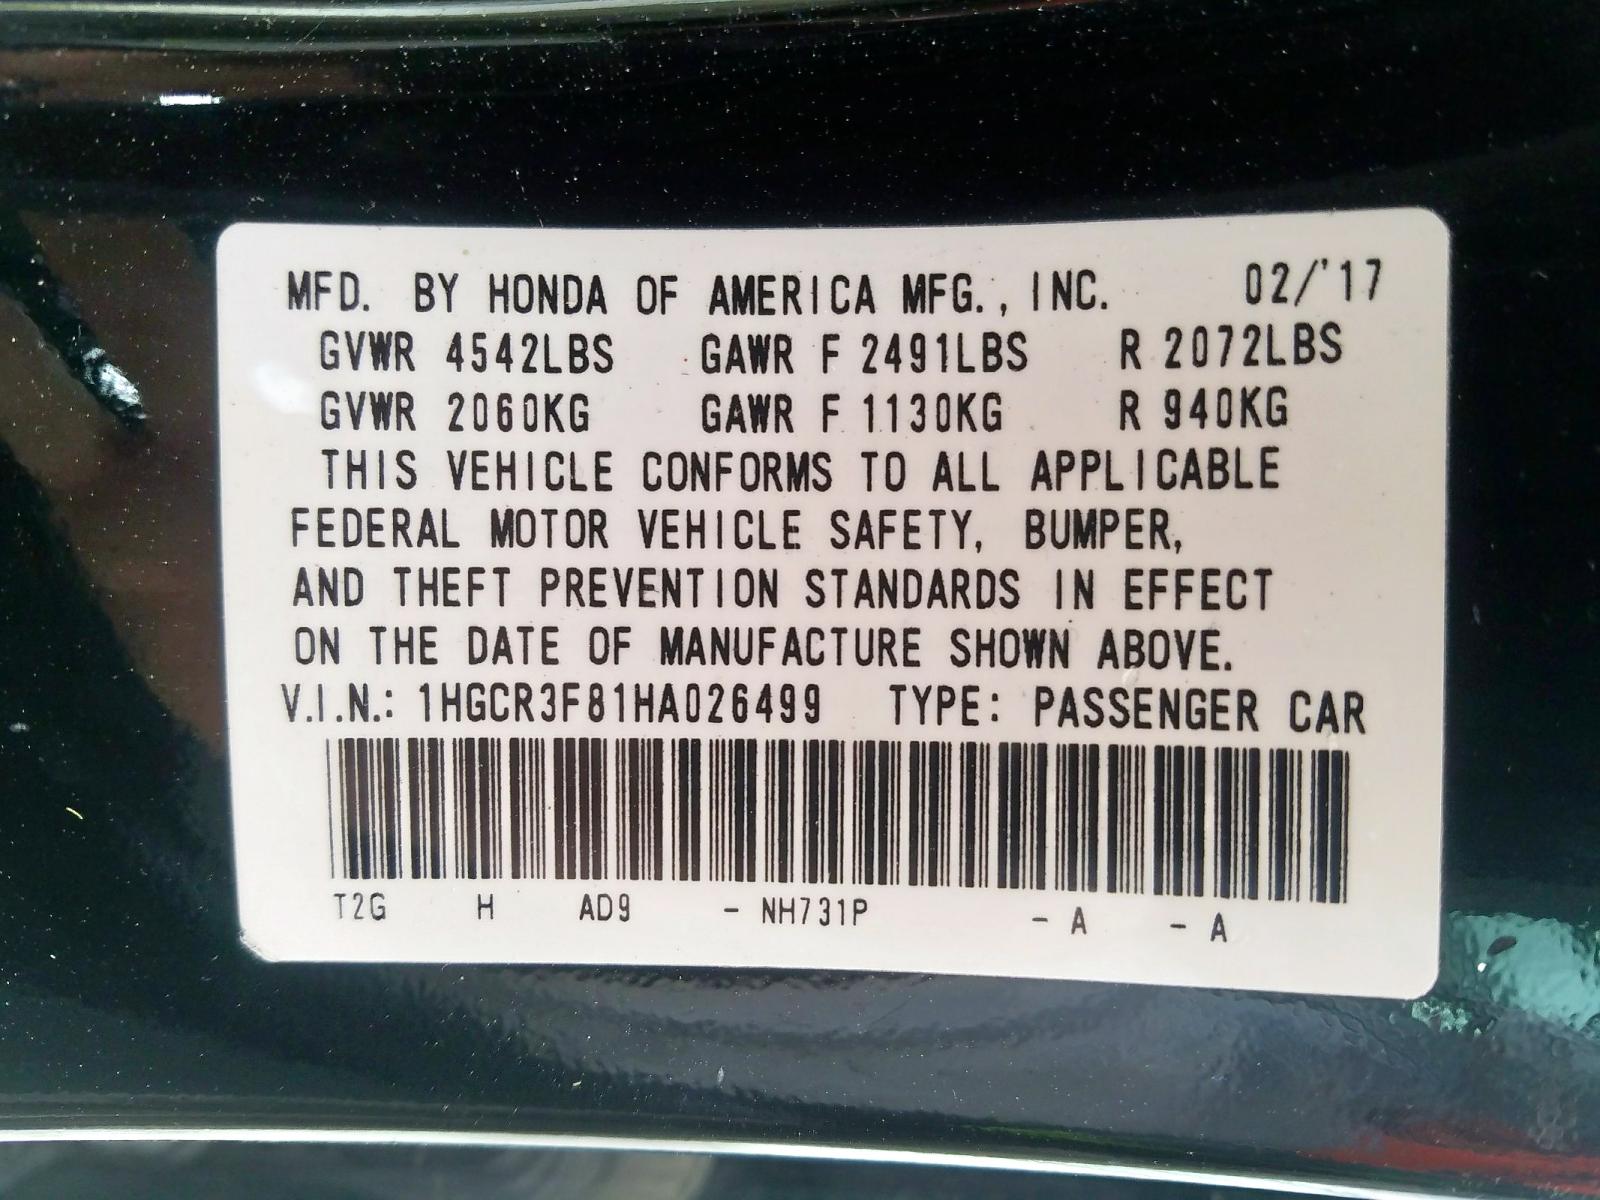 MFD. BY HONDA OF AMERICA MFG., INC. 02/'17
GVWR 4542LBS GAWR F 2491LBS R 2072LBS
GVWR 2060KG GAWR F 1130KG R 940KG
THIS VEHICLE CONFORMS TO ALL APPLICABLE
FEDERAL MOTOR VEHICLE SAFETY, BUMPER,
AND THEFT PREVENTION STANDARDS IN EFFECT
ON THE DATE OF MANUFACTURE SHOWN ABOVE.
V.I.N.: 1HGCR3F81HA026499 TYPE: PASSENGER CAR
T2G H AD9 - NH731P - A - A